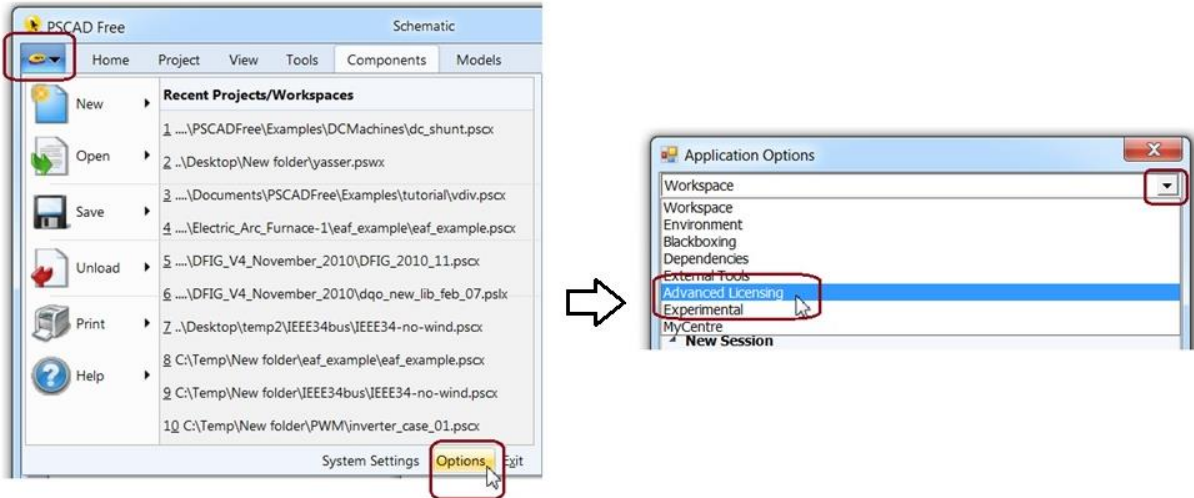 PSCAD Free
Schematic
Home Project View Tools Components Models
New
Open
Save
Unload
Print
Help
Recent Projects/Workspaces
1 ....\PSCADFree\Examples\DCMachines\dc_shunt.pscx
2 ..\Desktop\New folder\yasser.pswx
3 ....\Documents\PSCADFree\Examples\tutorial\vdiv.pscx
4 ....\Electric_Arc_Furnace-1\eaf_example\eaf_example.pscx
5 ....\DFIG_V4_November_2010\DFIG_2010_11.pscx
6 ....\DFIG_V4_November_2010\dqo_new_lib_feb_07.pslx
7 ..\Desktop\temp2\IEEE34bus\IEEE34-no-wind.pscx
8 C:\Temp\New folder\eaf_example\eaf_example.pscx
9 C:\Temp\New folder\IEEE34bus\IEEE34-no-wind.pscx
10 C:\Temp\New folder\PWM\inverter_case_01.pscx
System Settings Options Exit
Application Options
Workspace
Workspace
Environment
Blackboxing
Dependencies
External Tools
Advanced Licensing
Experimental
MyCentre
New Session